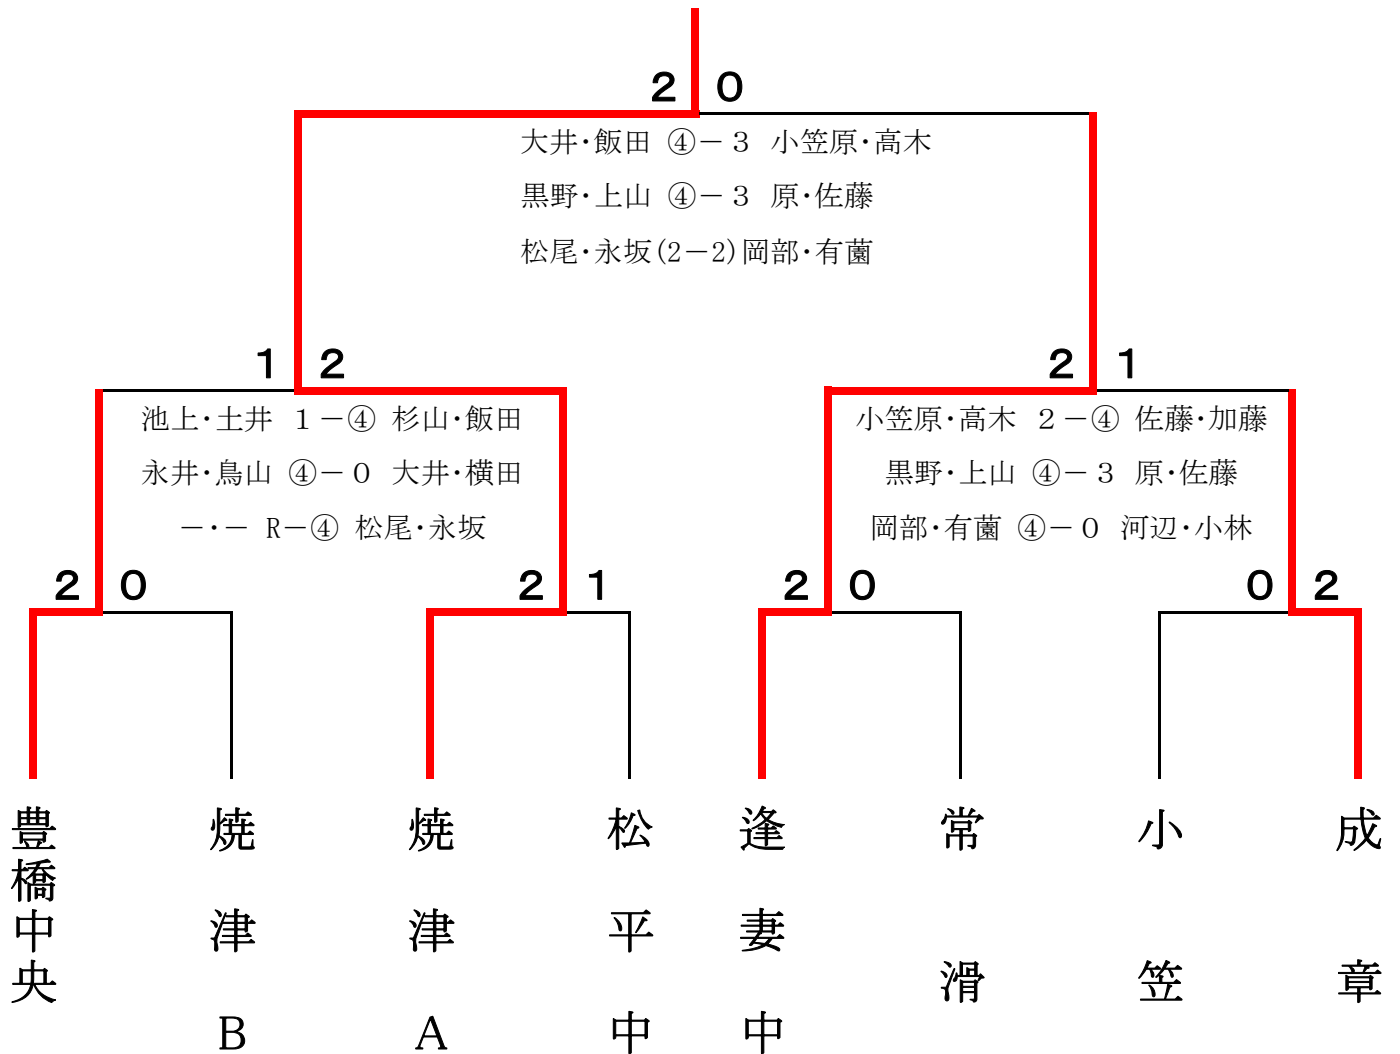 2 0
大井・飯田 ④－３ 小笠原・高木
黒野・上山 ④－３ 原・佐藤
松尾・永坂(2－2)岡部・有薗
1 2
2 1
池上・土井 １－④ 杉山・飯田
永井・鳥山 ④－０ 大井・横田
－・－ R－④ 松尾・永坂
小笠原・高木 ２－④ 佐藤・加藤
黒野・上山 ④－３ 原・佐藤
岡部・有薗 ④－０ 河辺・小林
2 0
2 1
2 0
0 2
豊橋中央
焼津B
焼津A
松平中
逢妻中
常滑
小笠
成章